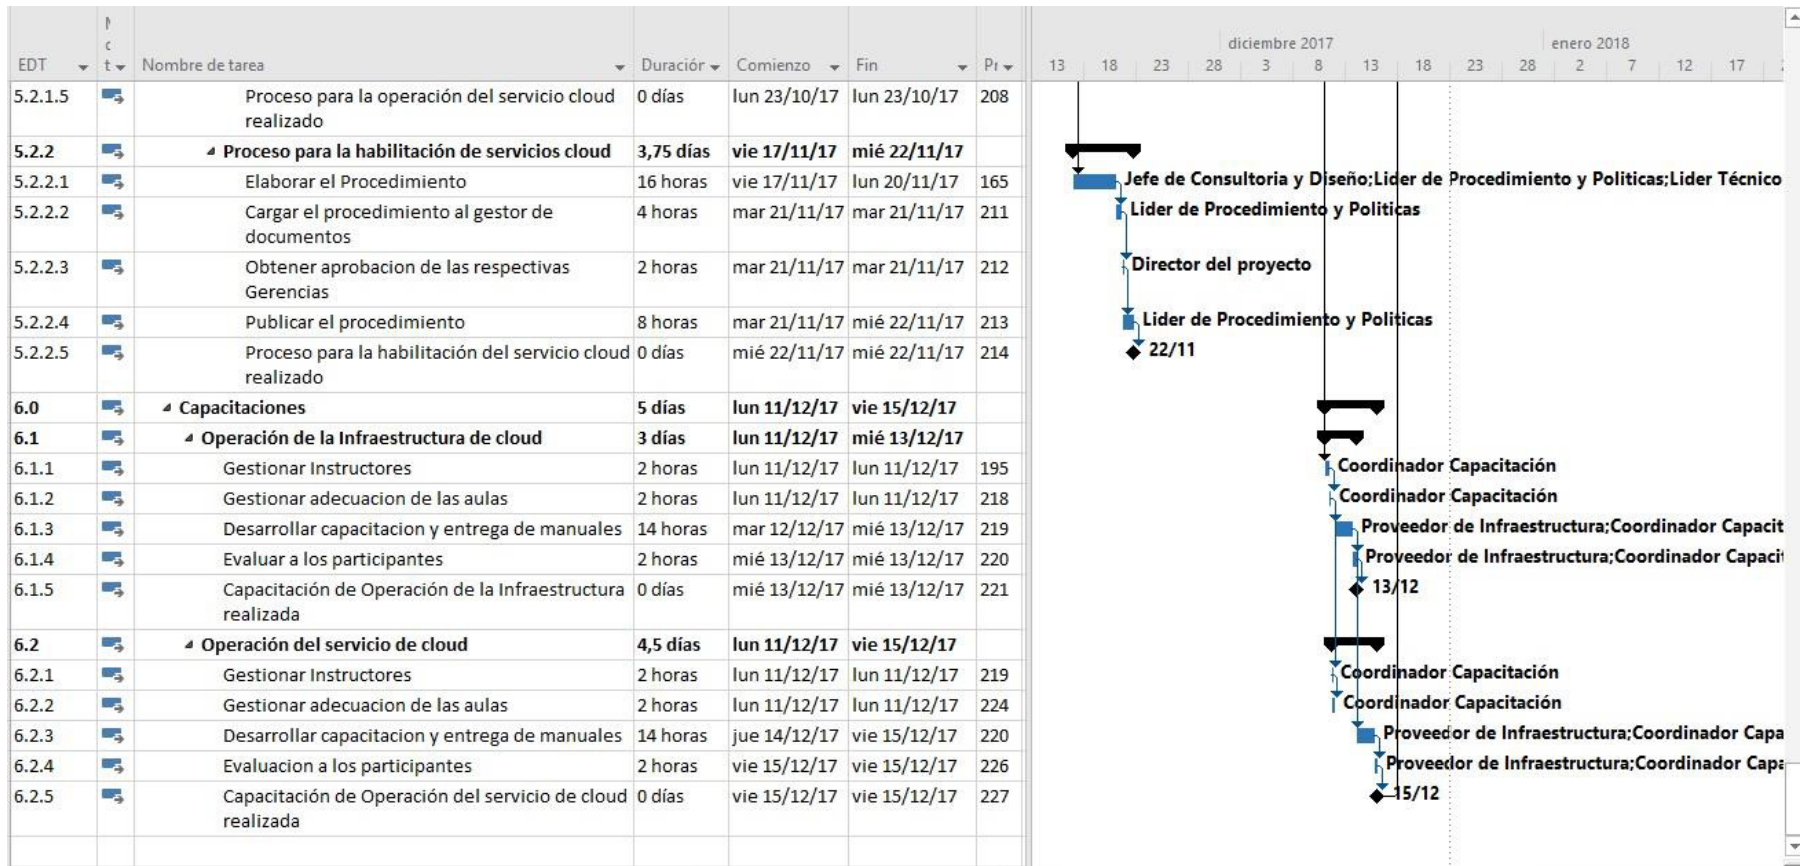 diciembre 2017 enero 2018
EDT M c t Nombre de tarea Duración Comienzo Fin Pr 13 18 23 28 3 8 13 18 23 28 2 7 12 17
5.2.1.5 Proceso para la operación del servicio cloud 0 días lun 23/10/17 lun 23/10/17 208
realizado
5.2.2 Proceso para la habilitación de servicios cloud 3,75 días vie 17/11/17 mié 22/11/17
5.2.2.1 Elaborar el Procedimiento 16 horas vie 17/11/17 lun 20/11/17 165 Jefe de Consultoria y Diseño;Lider de Procedimiento y Politicas;Lider Técnico
5.2.2.2 Cargar el procedimiento al gestor de 4 horas mar 21/11/17 mar 21/11/17 211 Lider de Procedimiento y Politicas
documentos
5.2.2.3 Obtener aprobacion de las respectivas 2 horas mar 21/11/17 mar 21/11/17 212 Director del proyecto
Gerencias
5.2.2.4 Publicar el procedimiento 8 horas mar 21/11/17 mié 22/11/17 213 Lider de Procedimiento y Politicas
5.2.2.5 Proceso para la habilitación del servicio cloud 0 días mié 22/11/17 mié 22/11/17 214 22/11
realizado
6.0 Capacitaciones 5 días lun 11/12/17 vie 15/12/17
6.1 Operación de la Infraestructura de cloud 3 días lun 11/12/17 mié 13/12/17
6.1.1 Gestionar Instructores 2 horas lun 11/12/17 lun 11/12/17 195 Coordinador Capacitación
6.1.2 Gestionar adecuacion de las aulas 2 horas lun 11/12/17 lun 11/12/17 218 Coordinador Capacitación
6.1.3 Desarrollar capacitacion y entrega de manuales 14 horas mar 12/12/17 mié 13/12/17 219 Proveedor de Infraestructura;Coordinador Capacit
6.1.4 Evaluar a los participantes 2 horas mié 13/12/17 mié 13/12/17 220 Proveedor de Infraestructura;Coordinador Capacit
6.1.5 Capacitación de Operación de la Infraestructura 0 días mié 13/12/17 mié 13/12/17 221 13/12
realizada
6.2 Operación del servicio de cloud 4,5 días lun 11/12/17 vie 15/12/17
6.2.1 Gestionar Instructores 2 horas lun 11/12/17 lun 11/12/17 219 Coordinador Capacitación
6.2.2 Gestionar adecuacion de las aulas 2 horas lun 11/12/17 lun 11/12/17 224 Coordinador Capacitación
6.2.3 Desarrollar capacitacion y entrega de manuales 14 horas jue 14/12/17 vie 15/12/17 220 Proveedor de Infraestructura;Coordinador Capa
6.2.4 Evaluacion a los participantes 2 horas vie 15/12/17 vie 15/12/17 226 Proveedor de Infraestructura;Coordinador Capa
6.2.5 Capacitación de Operación del servicio de cloud 0 días vie 15/12/17 vie 15/12/17 227 15/12
realizada